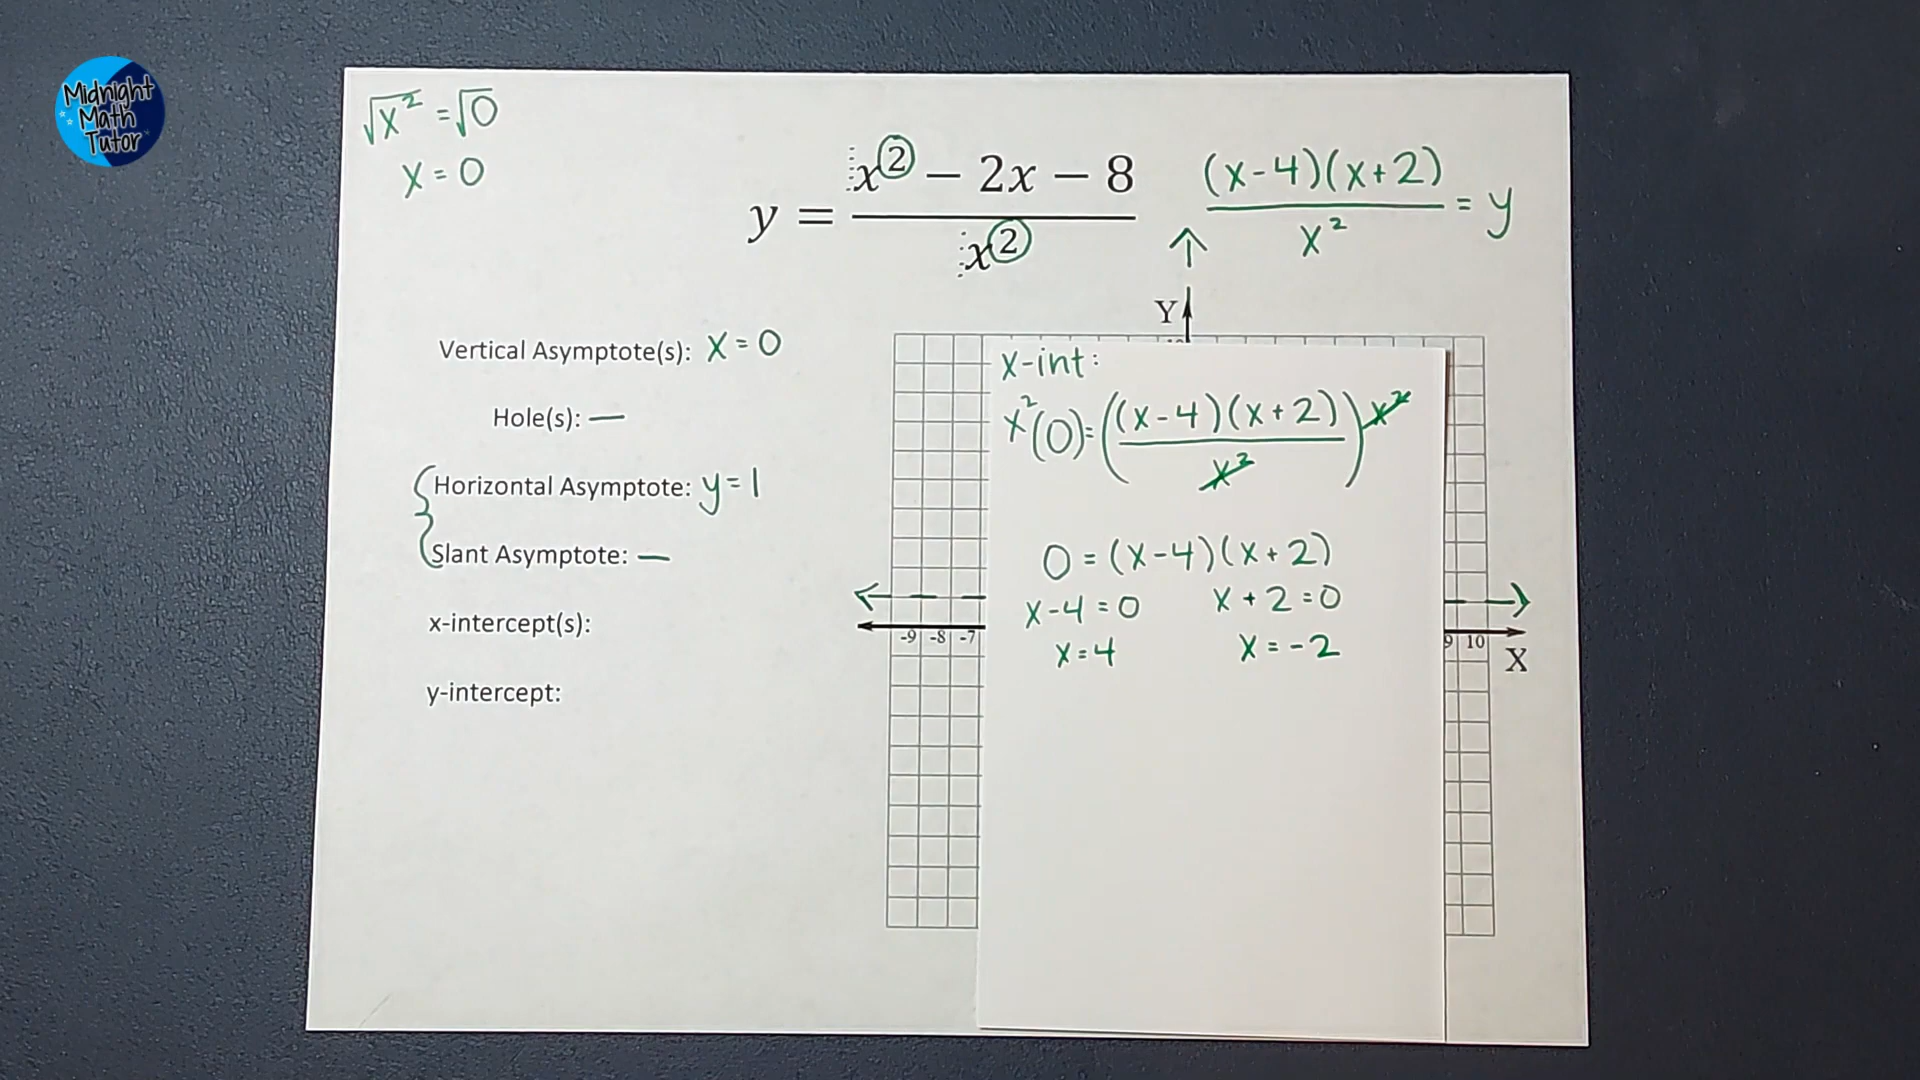 Midnight
Math
Tutor
√x² = √0
x = 0
y = (x² − 2x − 8)/x²
(x-4)(x+2)/x² = y
Vertical Asymptote(s): x = 0
Hole(s): —
Horizontal Asymptote: y = 1
Slant Asymptote: —
x-intercept(s):
y-intercept:
Y
x-int:
x²(0) = ((x-4)(x+2)/x²)x²
0 = (x-4)(x+2)
x-4 = 0 x+2 = 0
x = 4 x = -2
-9 -8 -7 9 10
X